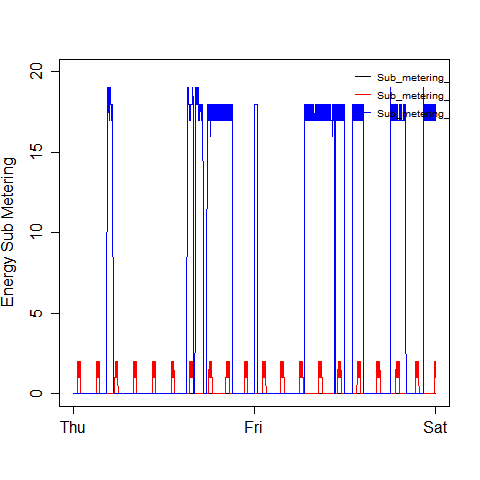 Energy Sub Metering
20
15
10
5
0
Thu Fri Sat
Sub_metering_
Sub_metering_
Sub_metering_